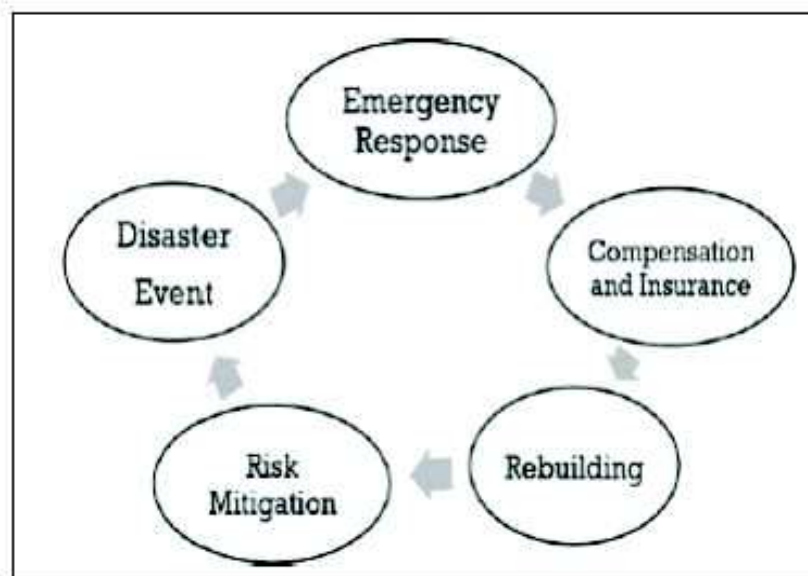 Emergency
Response
Disaster
Event
Compensation
and Insurance
Risk
Mitigation
Rebuilding